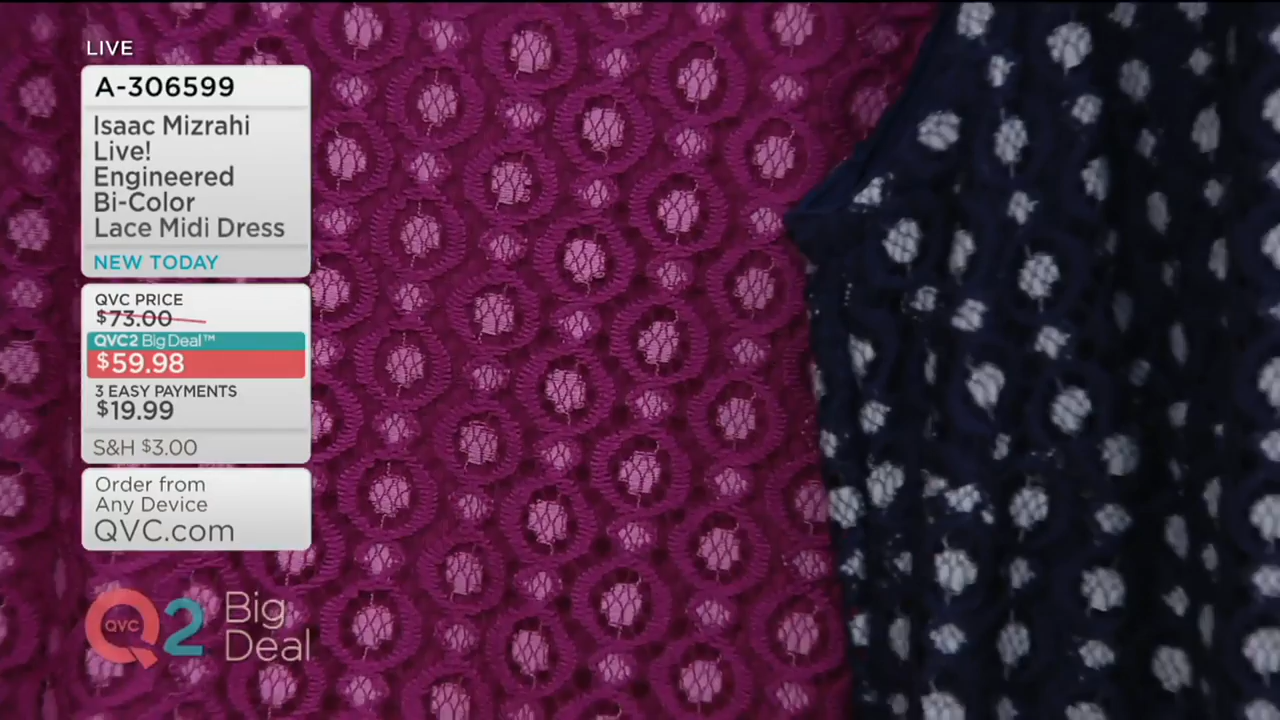 LIVE
A-306599
Isaac Mizrahi
Live!
Engineered
Bi-Color
Lace Midi Dress
NEW TODAY
QVC PRICE
$73.00
QVC2 Big Deal™
$59.98
3 EASY PAYMENTS
$19.99
S&H $3.00
Order from
Any Device
QVC.com
QVC 2 Big
Deal